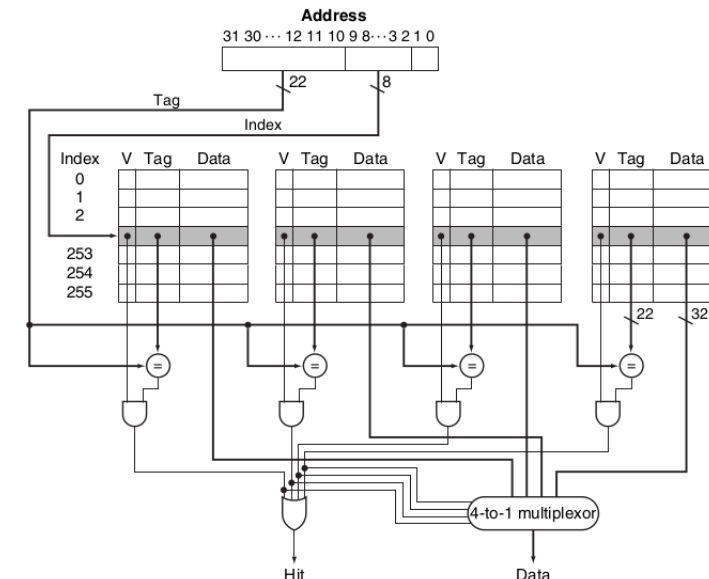 Address
31 30 ··· 12 11 10 9 8···3 2 1 0
22
8
Tag
Index
Index V Tag Data V Tag Data V Tag Data V Tag Data
0
1
2
253
254
255
22 32
= = = =
4-to-1 multiplexor
Hit Data